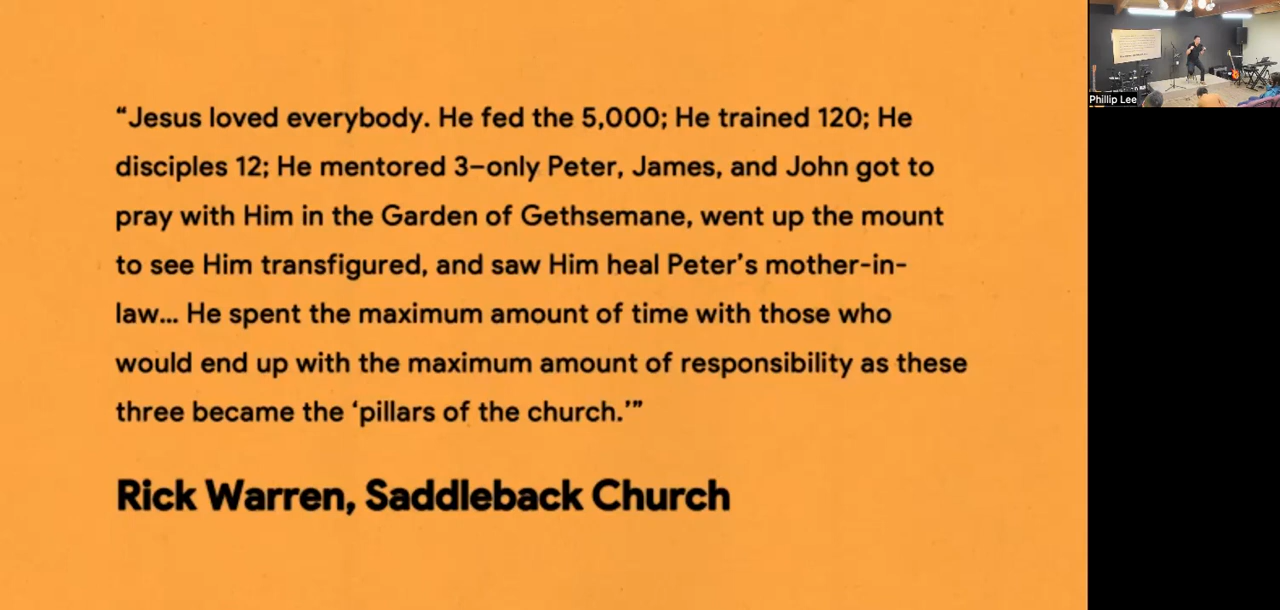 “Jesus loved everybody. He fed the 5,000; He trained 120; He
disciples 12; He mentored 3–only Peter, James, and John got to
pray with Him in the Garden of Gethsemane, went up the mount
to see Him transfigured, and saw Him heal Peter’s mother-in-
law... He spent the maximum amount of time with those who
would end up with the maximum amount of responsibility as these
three became the ‘pillars of the church.’”
Rick Warren, Saddleback Church
Phillip Lee